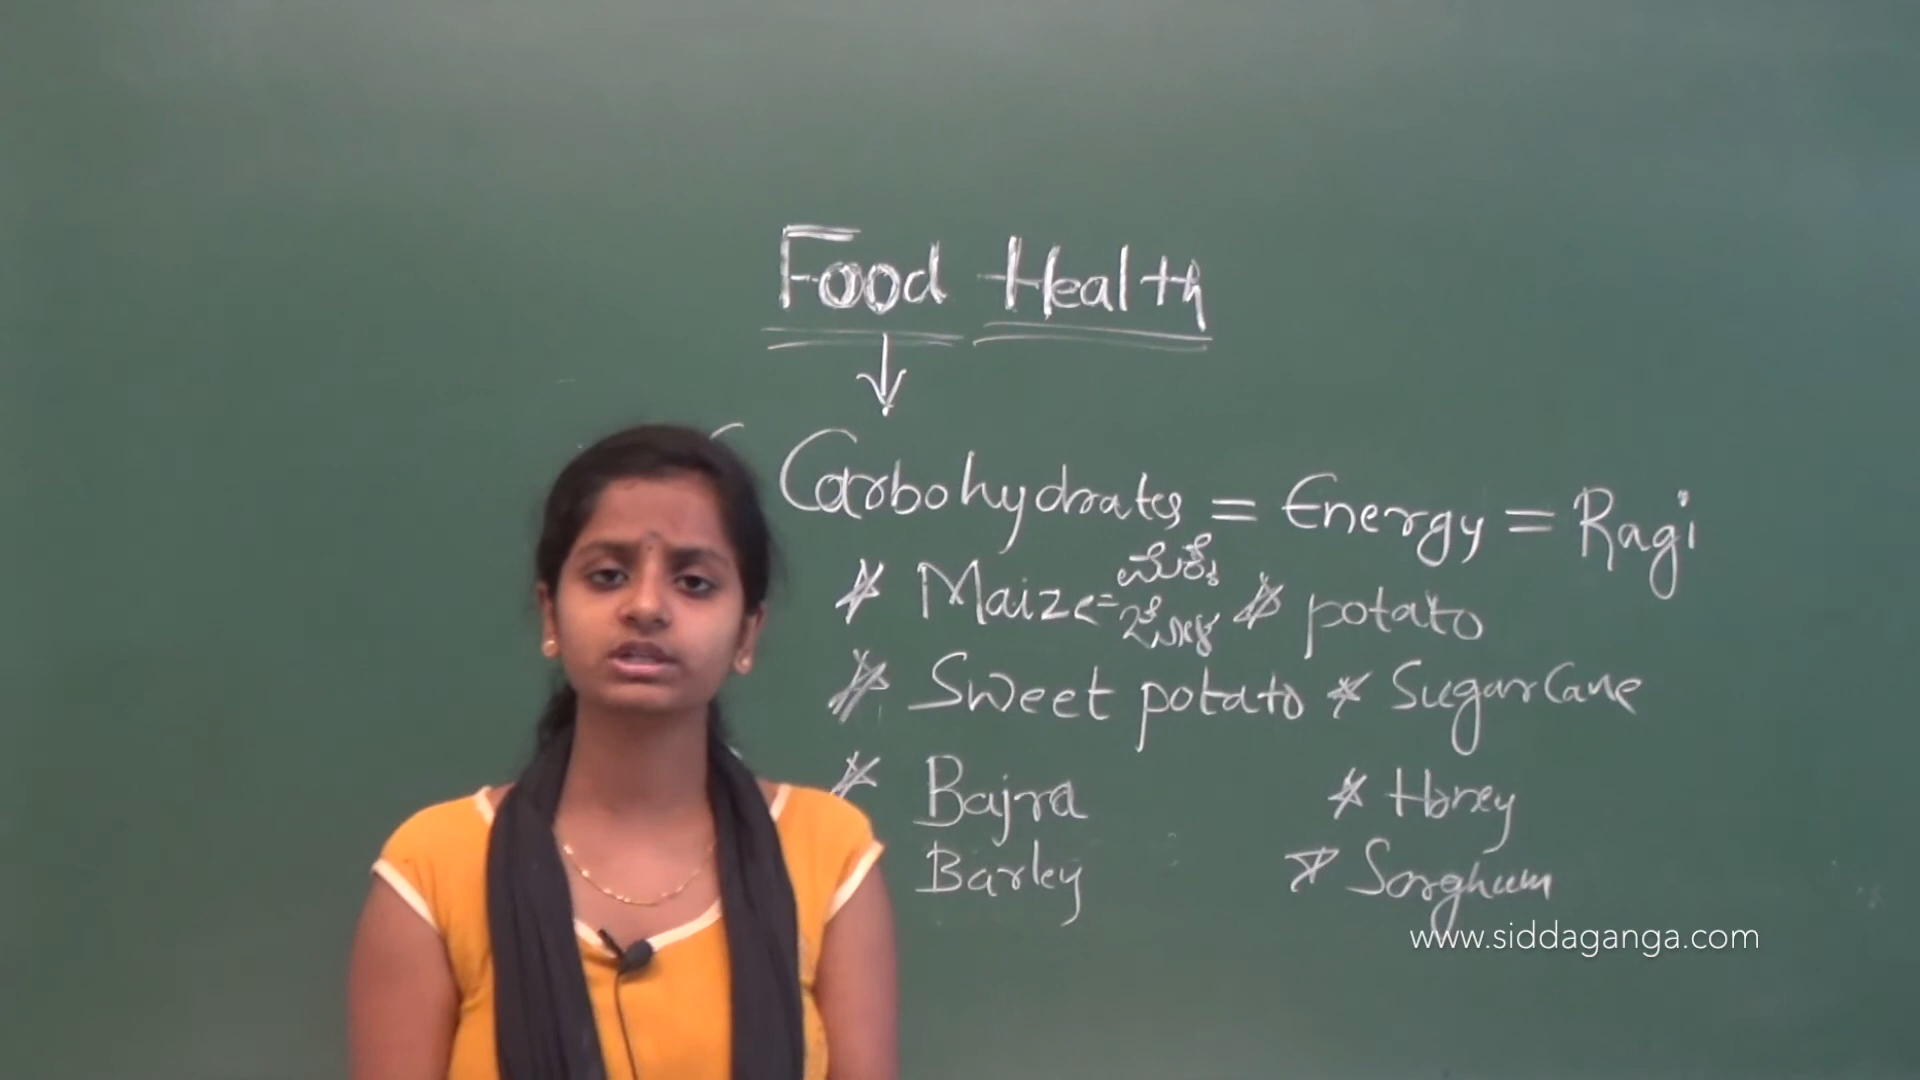 Food Health
Carbohydrates = Energy = Ragi
* Maize = ಮೆಕ್ಕೆ ಜೋಳ * potato
* Sweet potato * Sugar Cane
* Bajra * Honey
Barley * Sorghum
www.siddaganga.com